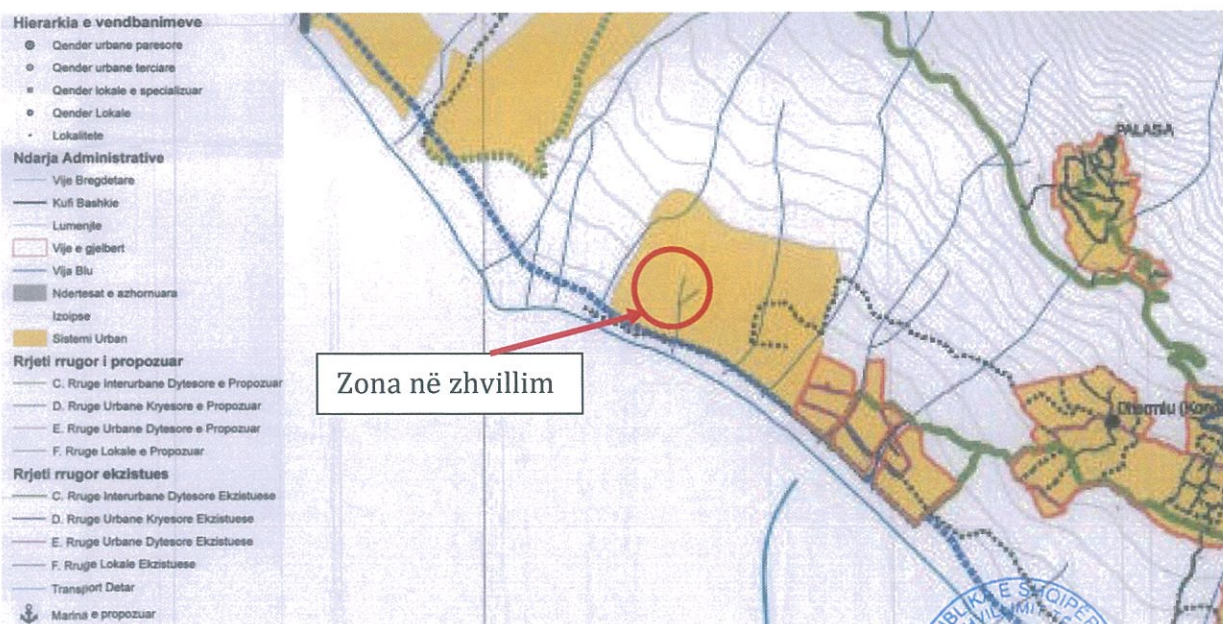 Hierarkia e vendbanimeve
Qender urbane paresore
Qender urbane terciare
Qender lokale e specializuar
Qender Lokale
Lokalitete
Ndarja Administrative
Vije Bregdetare
Kufi Bashkie
Lumenjte
Vije e gjelbert
Vija Blu
Ndertesat e azhornuara
Izoipse
Sistemi Urban
Rrjeti rrugor i propozuar
C. Rruge Interurbane Dytesore e Propozuar
D. Rruge Urbane Kryesore e Propozuar
E. Rruge Urbane Dytesore e Propozuar
F. Rruge Lokale e Propozuar
Rrjeti rrugor ekzistues
C. Rruge Interurbane Dytesore Ekzistuese
D. Rruge Urbane Kryesore Ekzistuese
E. Rruge Urbane Dytesore Ekzistuese
F. Rruge Lokale Ekzistuese
Transport Detar
Marina e propozuar
PALASA
Zona në zhvillim